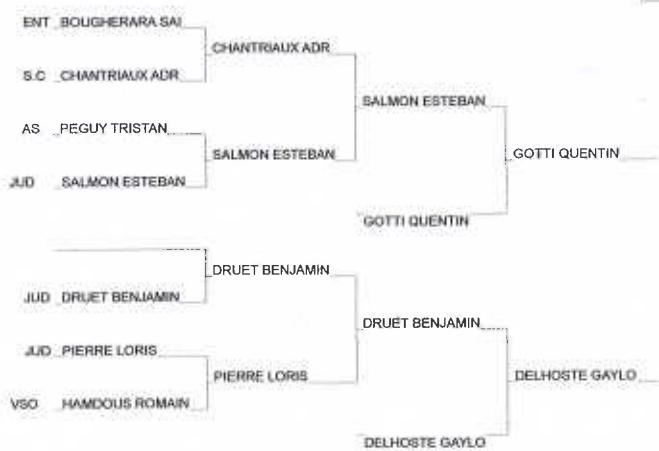 ENT BOUGHERARA SAI
CHANTRIAUX ADR
S.C CHANTRIAUX ADR
SALMON ESTEBAN
AS PEGUY TRISTAN
SALMON ESTEBAN
GOTTI QUENTIN
JUD SALMON ESTEBAN
GOTTI QUENTIN
DRUET BENJAMIN
JUD DRUET BENJAMIN
DRUET BENJAMIN
JUD PIERRE LORIS
PIERRE LORIS
DELHOSTE GAYLO
VSO HAMDOUS ROMAIN
DELHOSTE GAYLO